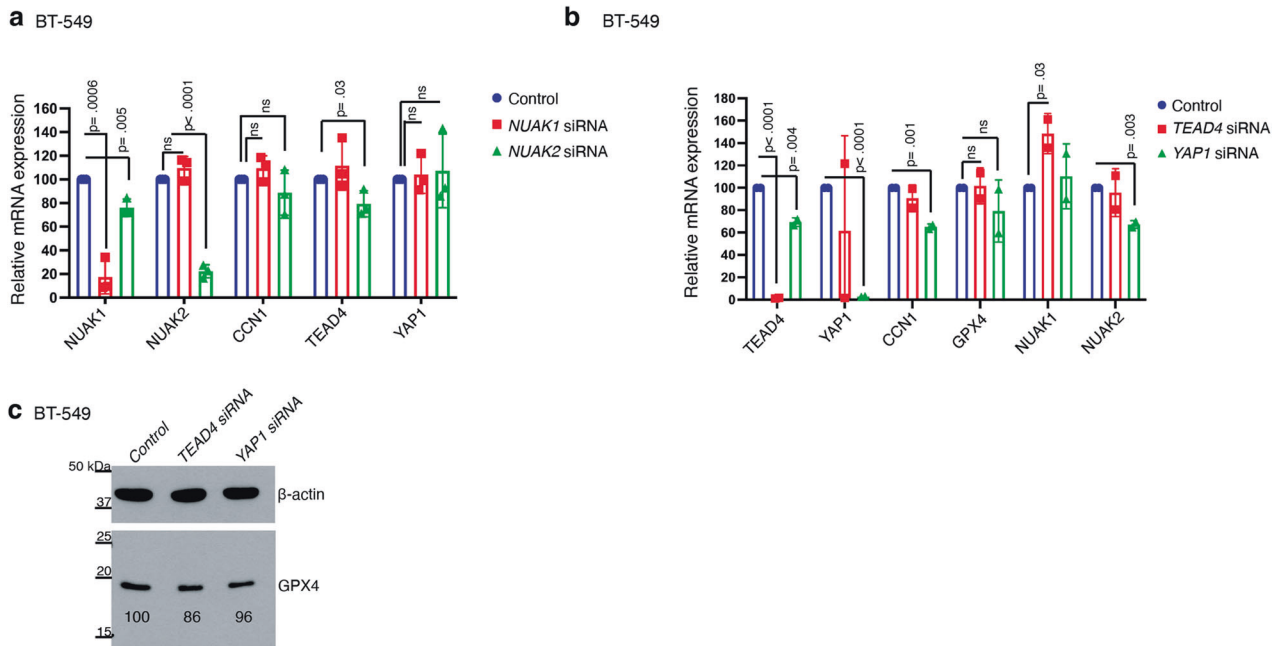 a BT-549
Relative mRNA expression
160
140
120
100
80
60
40
20
0
p= .0006
p= .005
ns
p< .0001
ns
ns
p= .03
ns
ns
NUAK1
NUAK2
CCN1
TEAD4
YAP1
Control
NUAK1 siRNA
NUAK2 siRNA
b BT-549
Relative mRNA expression
180
160
140
120
100
80
60
40
20
0
p< .0001
p= .004
p< .0001
p= .001
ns
ns
p= .03
p= .003
TEAD4
YAP1
CCN1
GPX4
NUAK1
NUAK2
Control
TEAD4 siRNA
YAP1 siRNA
c BT-549
Control
TEAD4 siRNA
YAP1 siRNA
50 kDa
37
β-actin
25
20
GPX4
100 86 96
15